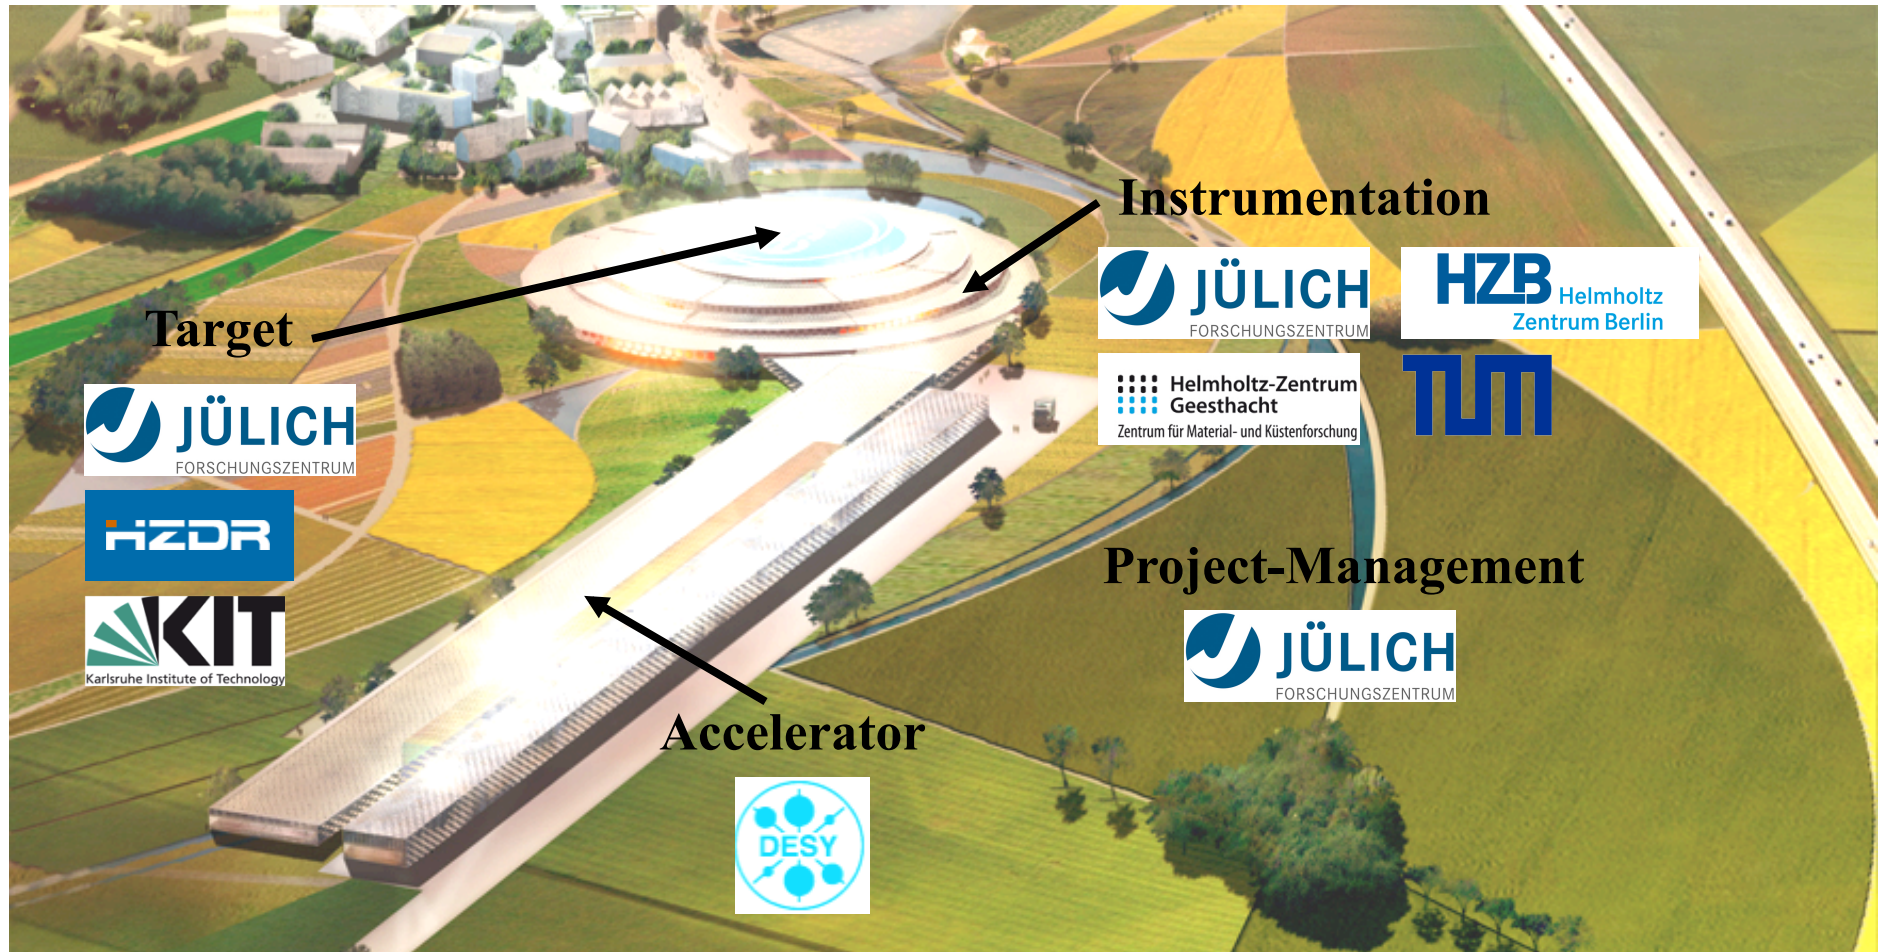 Instrumentation
JÜLICH
FORSCHUNGSZENTRUM
HZB Helmholtz
Zentrum Berlin
Helmholtz-Zentrum
Geesthacht
Zentrum für Material- und Küstenforschung
TUM
Target
JÜLICH
FORSCHUNGSZENTRUM
HZDR
KIT
Karlsruhe Institute of Technology
Project-Management
JÜLICH
FORSCHUNGSZENTRUM
Accelerator
DESY